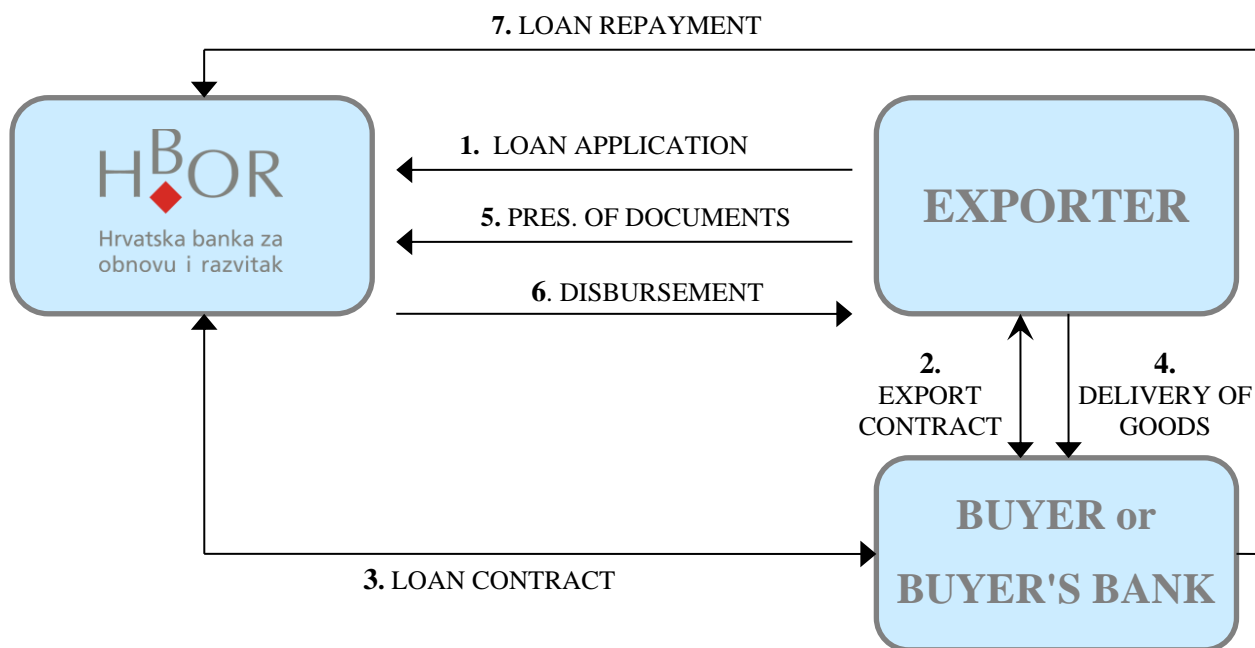 7. LOAN REPAYMENT
HBOR
Hrvatska banka za
obnovu i razvitak
1. LOAN APPLICATION
5. PRES. OF DOCUMENTS
6. DISBURSEMENT
EXPORTER
2.
EXPORT
CONTRACT
4.
DELIVERY OF
GOODS
3. LOAN CONTRACT
BUYER or
BUYER'S BANK